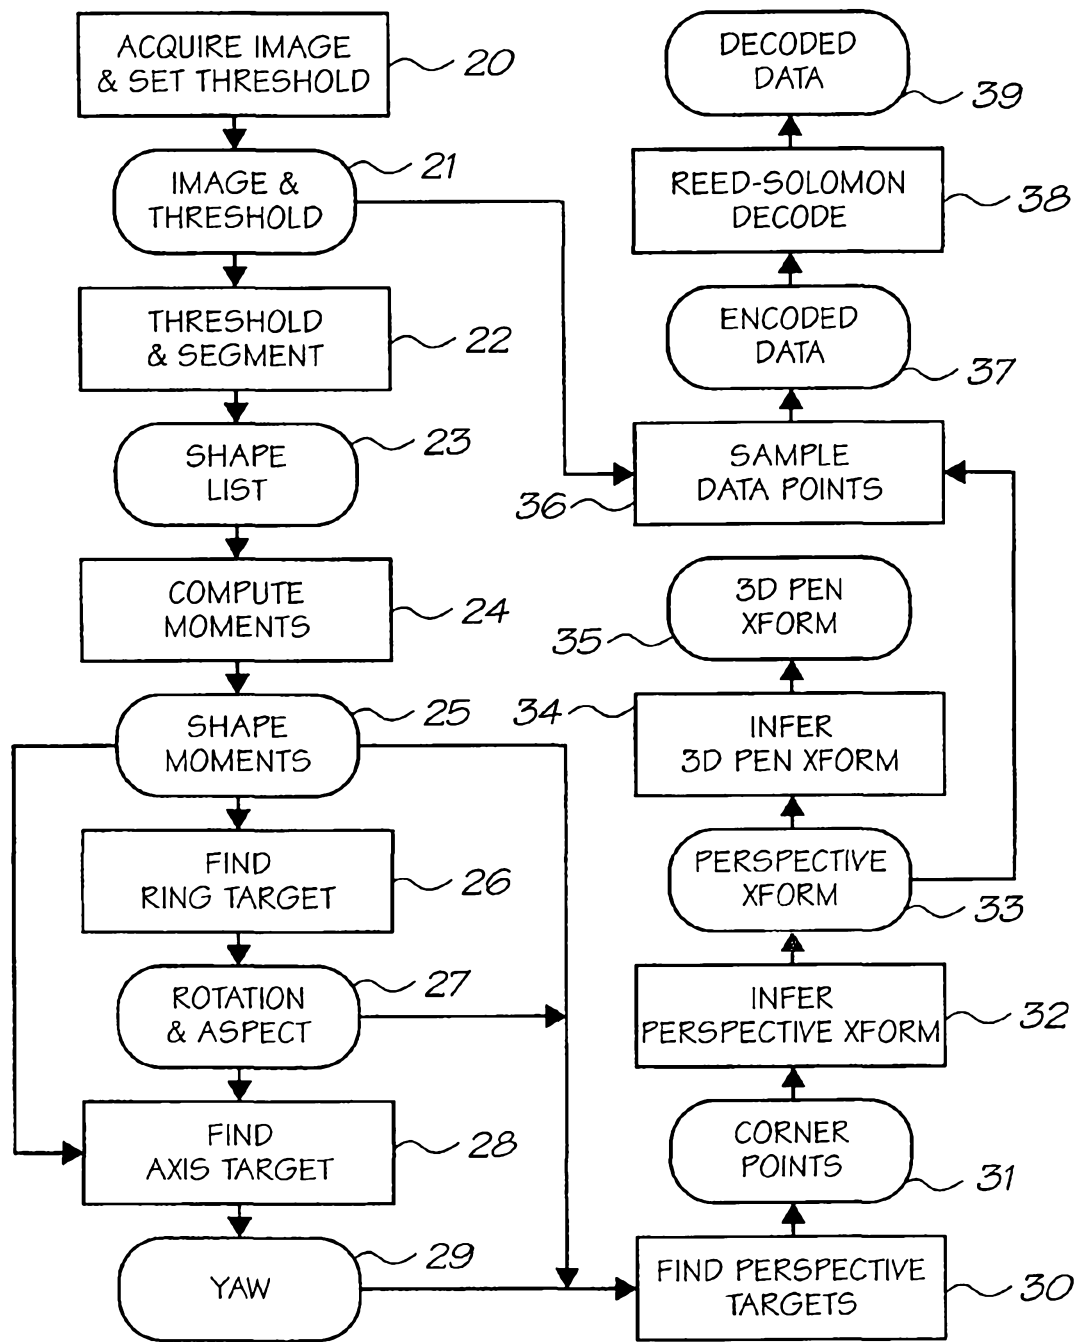 ACQUIRE IMAGE
& SET THRESHOLD
20
IMAGE &
THRESHOLD
21
THRESHOLD
& SEGMENT
22
SHAPE
LIST
23
COMPUTE
MOMENTS
24
SHAPE
MOMENTS
25
FIND
RING TARGET
26
ROTATION
& ASPECT
27
FIND
AXIS TARGET
28
YAW
29
DECODED
DATA
39
REED-SOLOMON
DECODE
38
ENCODED
DATA
37
SAMPLE
DATA POINTS
36
3D PEN
XFORM
35
INFER
3D PEN XFORM
34
PERSPECTIVE
XFORM
33
INFER
PERSPECTIVE XFORM
32
CORNER
POINTS
31
FIND PERSPECTIVE
TARGETS
30